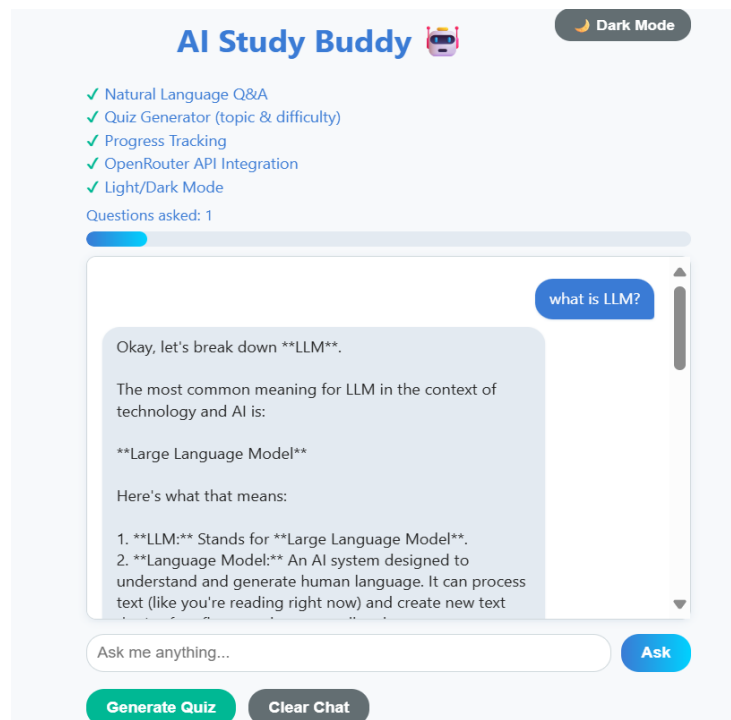 AI Study Buddy 🤖
🌙 Dark Mode
✓ Natural Language Q&A
✓ Quiz Generator (topic & difficulty)
✓ Progress Tracking
✓ OpenRouter API Integration
✓ Light/Dark Mode
Questions asked: 1
what is LLM?
Okay, let's break down **LLM**.
The most common meaning for LLM in the context of
technology and AI is:
**Large Language Model**
Here's what that means:
1. **LLM:** Stands for **Large Language Model**.
2. **Language Model:** An AI system designed to
understand and generate human language. It can process
text (like you're reading right now) and create new text
Ask me anything...
Ask
Generate Quiz
Clear Chat